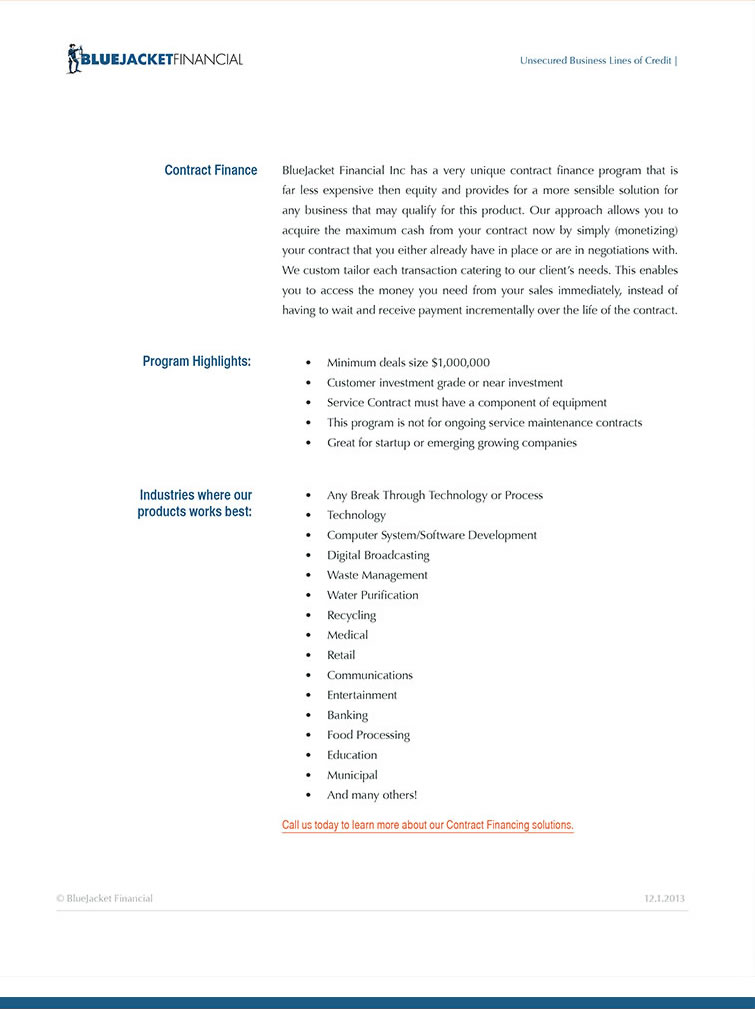 BLUEJACKETFINANCIAL
Unsecured Business Lines of Credit |
Contract Finance
BlueJacket Financial Inc has a very unique contract finance program that is
far less expensive then equity and provides for a more sensible solution for
any business that may qualify for this product. Our approach allows you to
acquire the maximum cash from your contract now by simply (monetizing)
your contract that you either already have in place or are in negotiations with.
We custom tailor each transaction catering to our client's needs. This enables
you to access the money you need from your sales immediately, instead of
having to wait and receive payment incrementally over the life of the contract.
Program Highlights:
• Minimum deals size $1,000,000
• Customer investment grade or near investment
• Service Contract must have a component of equipment
• This program is not for ongoing service maintenance contracts
• Great for startup or emerging growing companies
Industries where our
products works best:
• Any Break Through Technology or Process
• Technology
• Computer System/Software Development
• Digital Broadcasting
• Waste Management
• Water Purification
• Recycling
• Medical
• Retail
• Communications
• Entertainment
• Banking
• Food Processing
• Education
• Municipal
• And many others!
Call us today to learn more about our Contract Financing solutions.
© BlueJacket Financial
12.1.2013